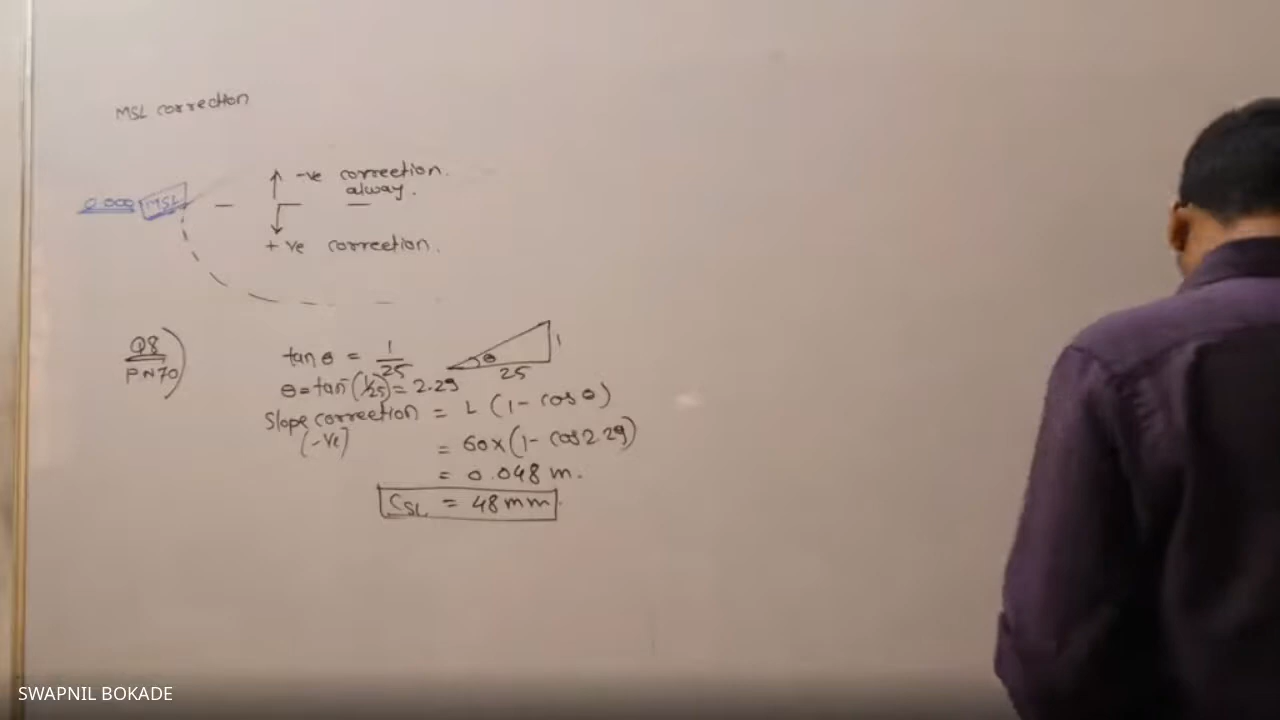 MSL correction
↑ -ve correction.
alway.
0.000 MSL
+ve correction.
Q8
PN70
tan θ = 1/25
θ
1
25
θ = tan⁻(1/25) = 2.29
Slope correction = L (1 - cos θ)
(-ve)
= 60 x (1 - cos 2.29)
= 0.048 m.
CSL = 48 mm.
SWAPNIL BOKADE